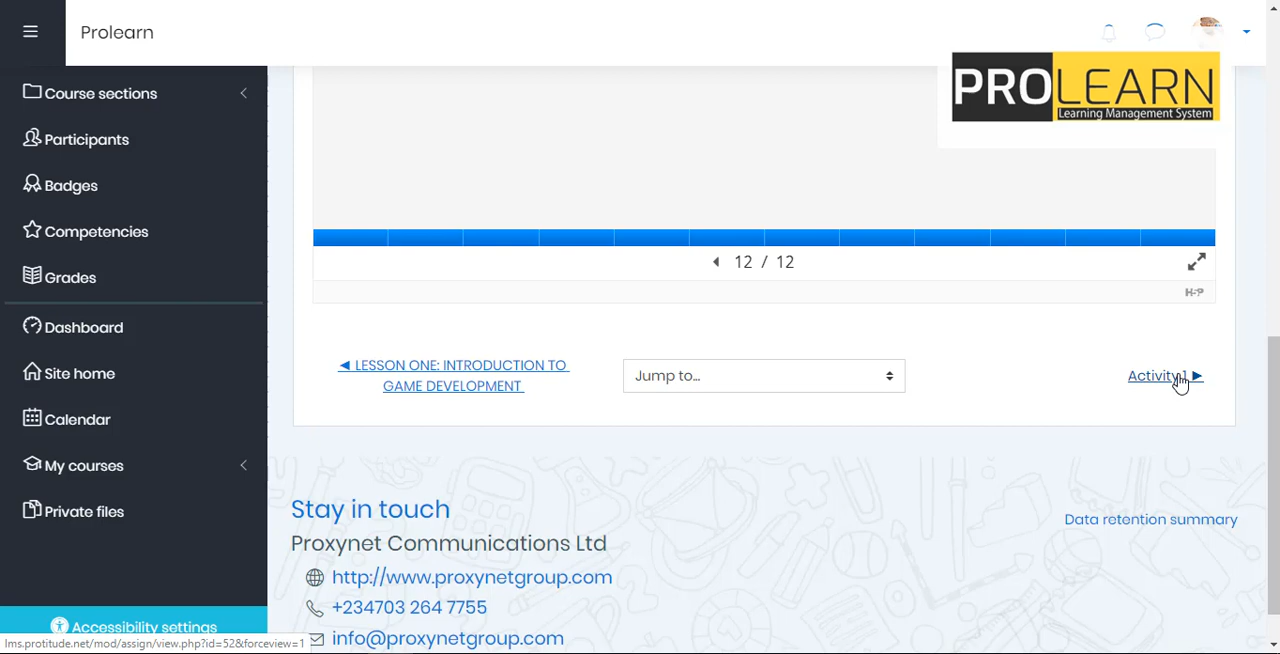 Prolearn
PROLEARN
Learning Management System
Course sections
Participants
Badges
Competencies
Grades
Dashboard
Site home
Calendar
My courses
Private files
Accessibility settings
12 / 12
H-P
◄ LESSON ONE: INTRODUCTION TO
GAME DEVELOPMENT
Jump to...
Activity 1 ►
Stay in touch
Proxynet Communications Ltd
http://www.proxynetgroup.com
+234703 264 7755
info@proxynetgroup.com
Data retention summary
lms.protitude.net/mod/assign/view.php?id=52&forceview=1